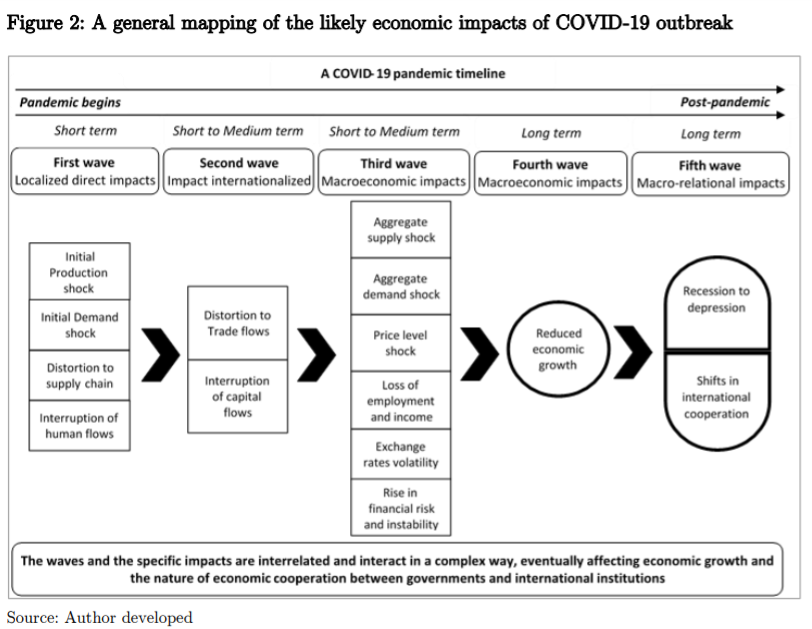 Figure 2: A general mapping of the likely economic impacts of COVID-19 outbreak
A COVID-19 pandemic timeline
Pandemic begins
Post-pandemic
Short term
Short to Medium term
Short to Medium term
Long term
Long term
First wave
Localized direct impacts
Second wave
Impact internationalized
Third wave
Macroeconomic impacts
Fourth wave
Macroeconomic impacts
Fifth wave
Macro-relational impacts
Initial
Production
shock
Initial Demand
shock
Distortion to
supply chain
Interruption of
human flows
Distortion to
Trade flows
Interruption
of capital
flows
Aggregate
supply shock
Aggregate
demand shock
Price level
shock
Loss of
employment
and income
Exchange
rates volatility
Rise in
financial risk
and instability
Reduced
economic
growth
Recession to
depression
Shifts in
international
cooperation
The waves and the specific impacts are interrelated and interact in a complex way, eventually affecting economic growth and
the nature of economic cooperation between governments and international institutions
Source: Author developed